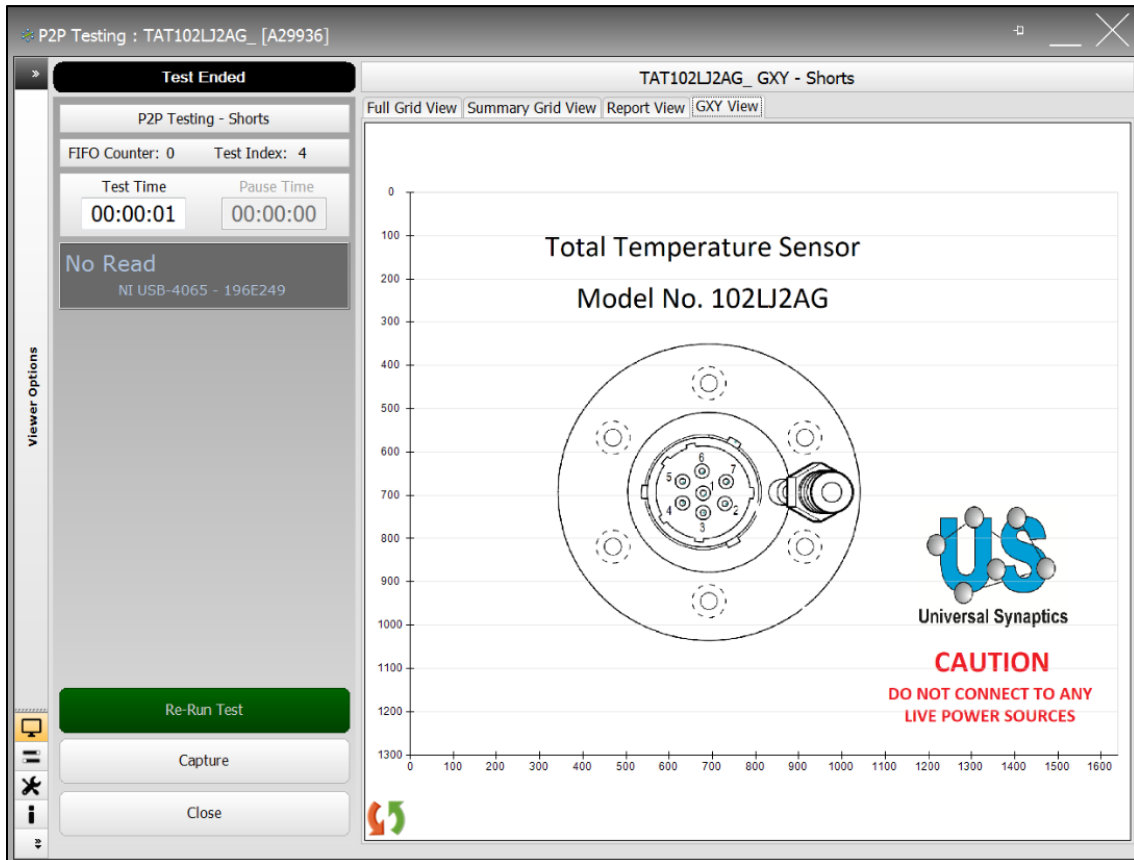 P2P Testing : TAT102LJ2AG_ [A29936]
Test Ended
P2P Testing - Shorts
FIFO Counter: 0 Test Index: 4
Test Time Pause Time
00:00:01 00:00:00
No Read
NI USB-4065 - 196E249
Viewer Options
Re-Run Test
Capture
Close
TAT102LJ2AG_ GXY - Shorts
Full Grid View Summary Grid View Report View GXY View
Total Temperature Sensor
Model No. 102LJ2AG
0
100
200
300
400
500
600
700
800
900
1000
1100
1200
1300
6
5 7
1
4 2
3
US
Universal Synaptics
CAUTION
DO NOT CONNECT TO ANY
LIVE POWER SOURCES
0 100 200 300 400 500 600 700 800 900 1000 1100 1200 1300 1400 1500 1600